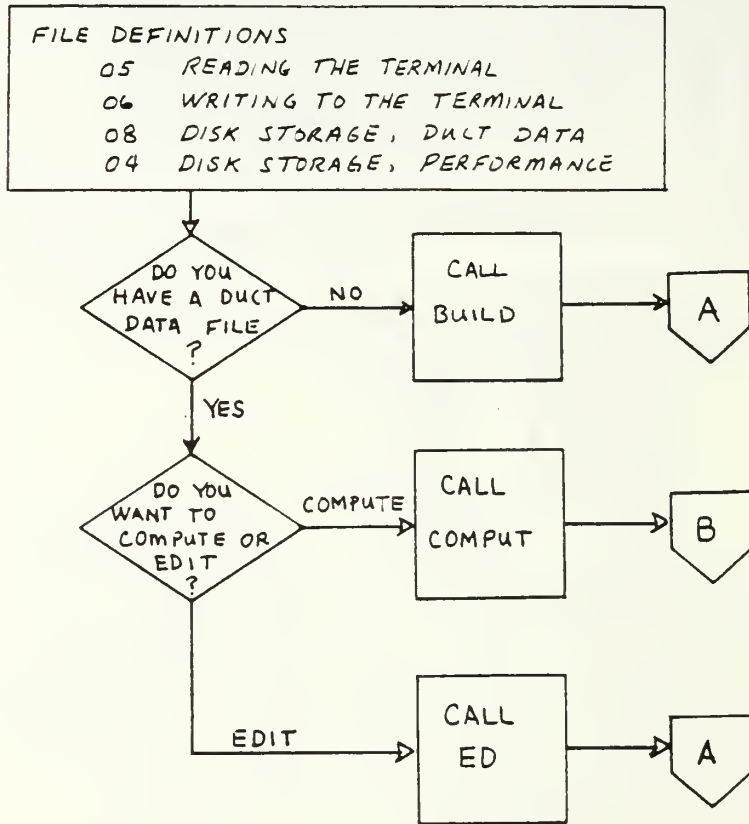 FILE DEFINITIONS
05 READING THE TERMINAL
06 WRITING TO THE TERMINAL
08 DISK STORAGE, DUCT DATA
04 DISK STORAGE, PERFORMANCE
DO YOU
HAVE A DUCT
DATA FILE
?
NO
CALL
BUILD
A
YES
DO YOU
WANT TO
COMPUTE OR
EDIT
?
COMPUTE
CALL
COMPUT
B
EDIT
CALL
ED
A